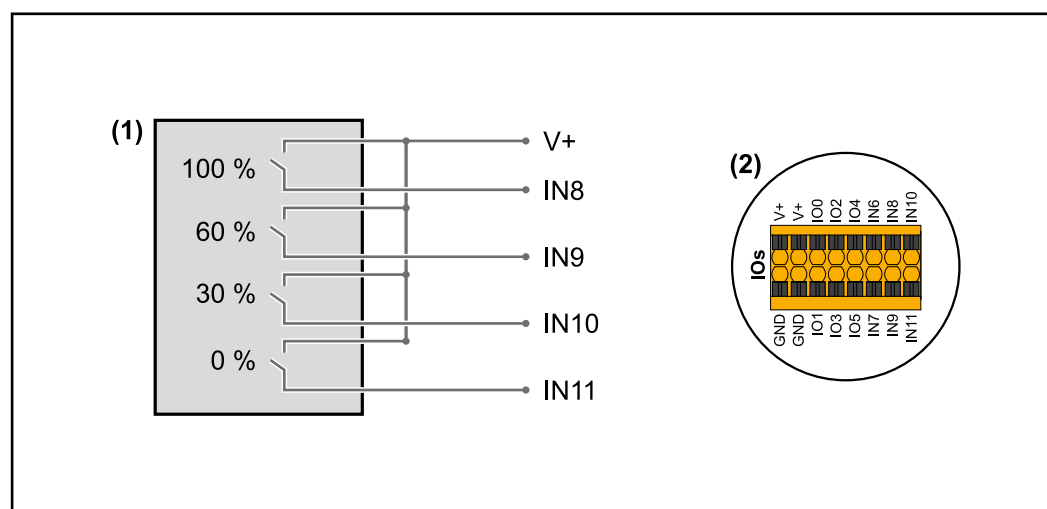 (1)
V+
100 %
IN8
60 %
IN9
30 %
IN10
0 %
IN11
(2)
IOs
V+ V+ IO0 IO2 IO4 IN6 IN8 IN10
GND GND IO1 IO3 IO5 IN7 IN9 IN11